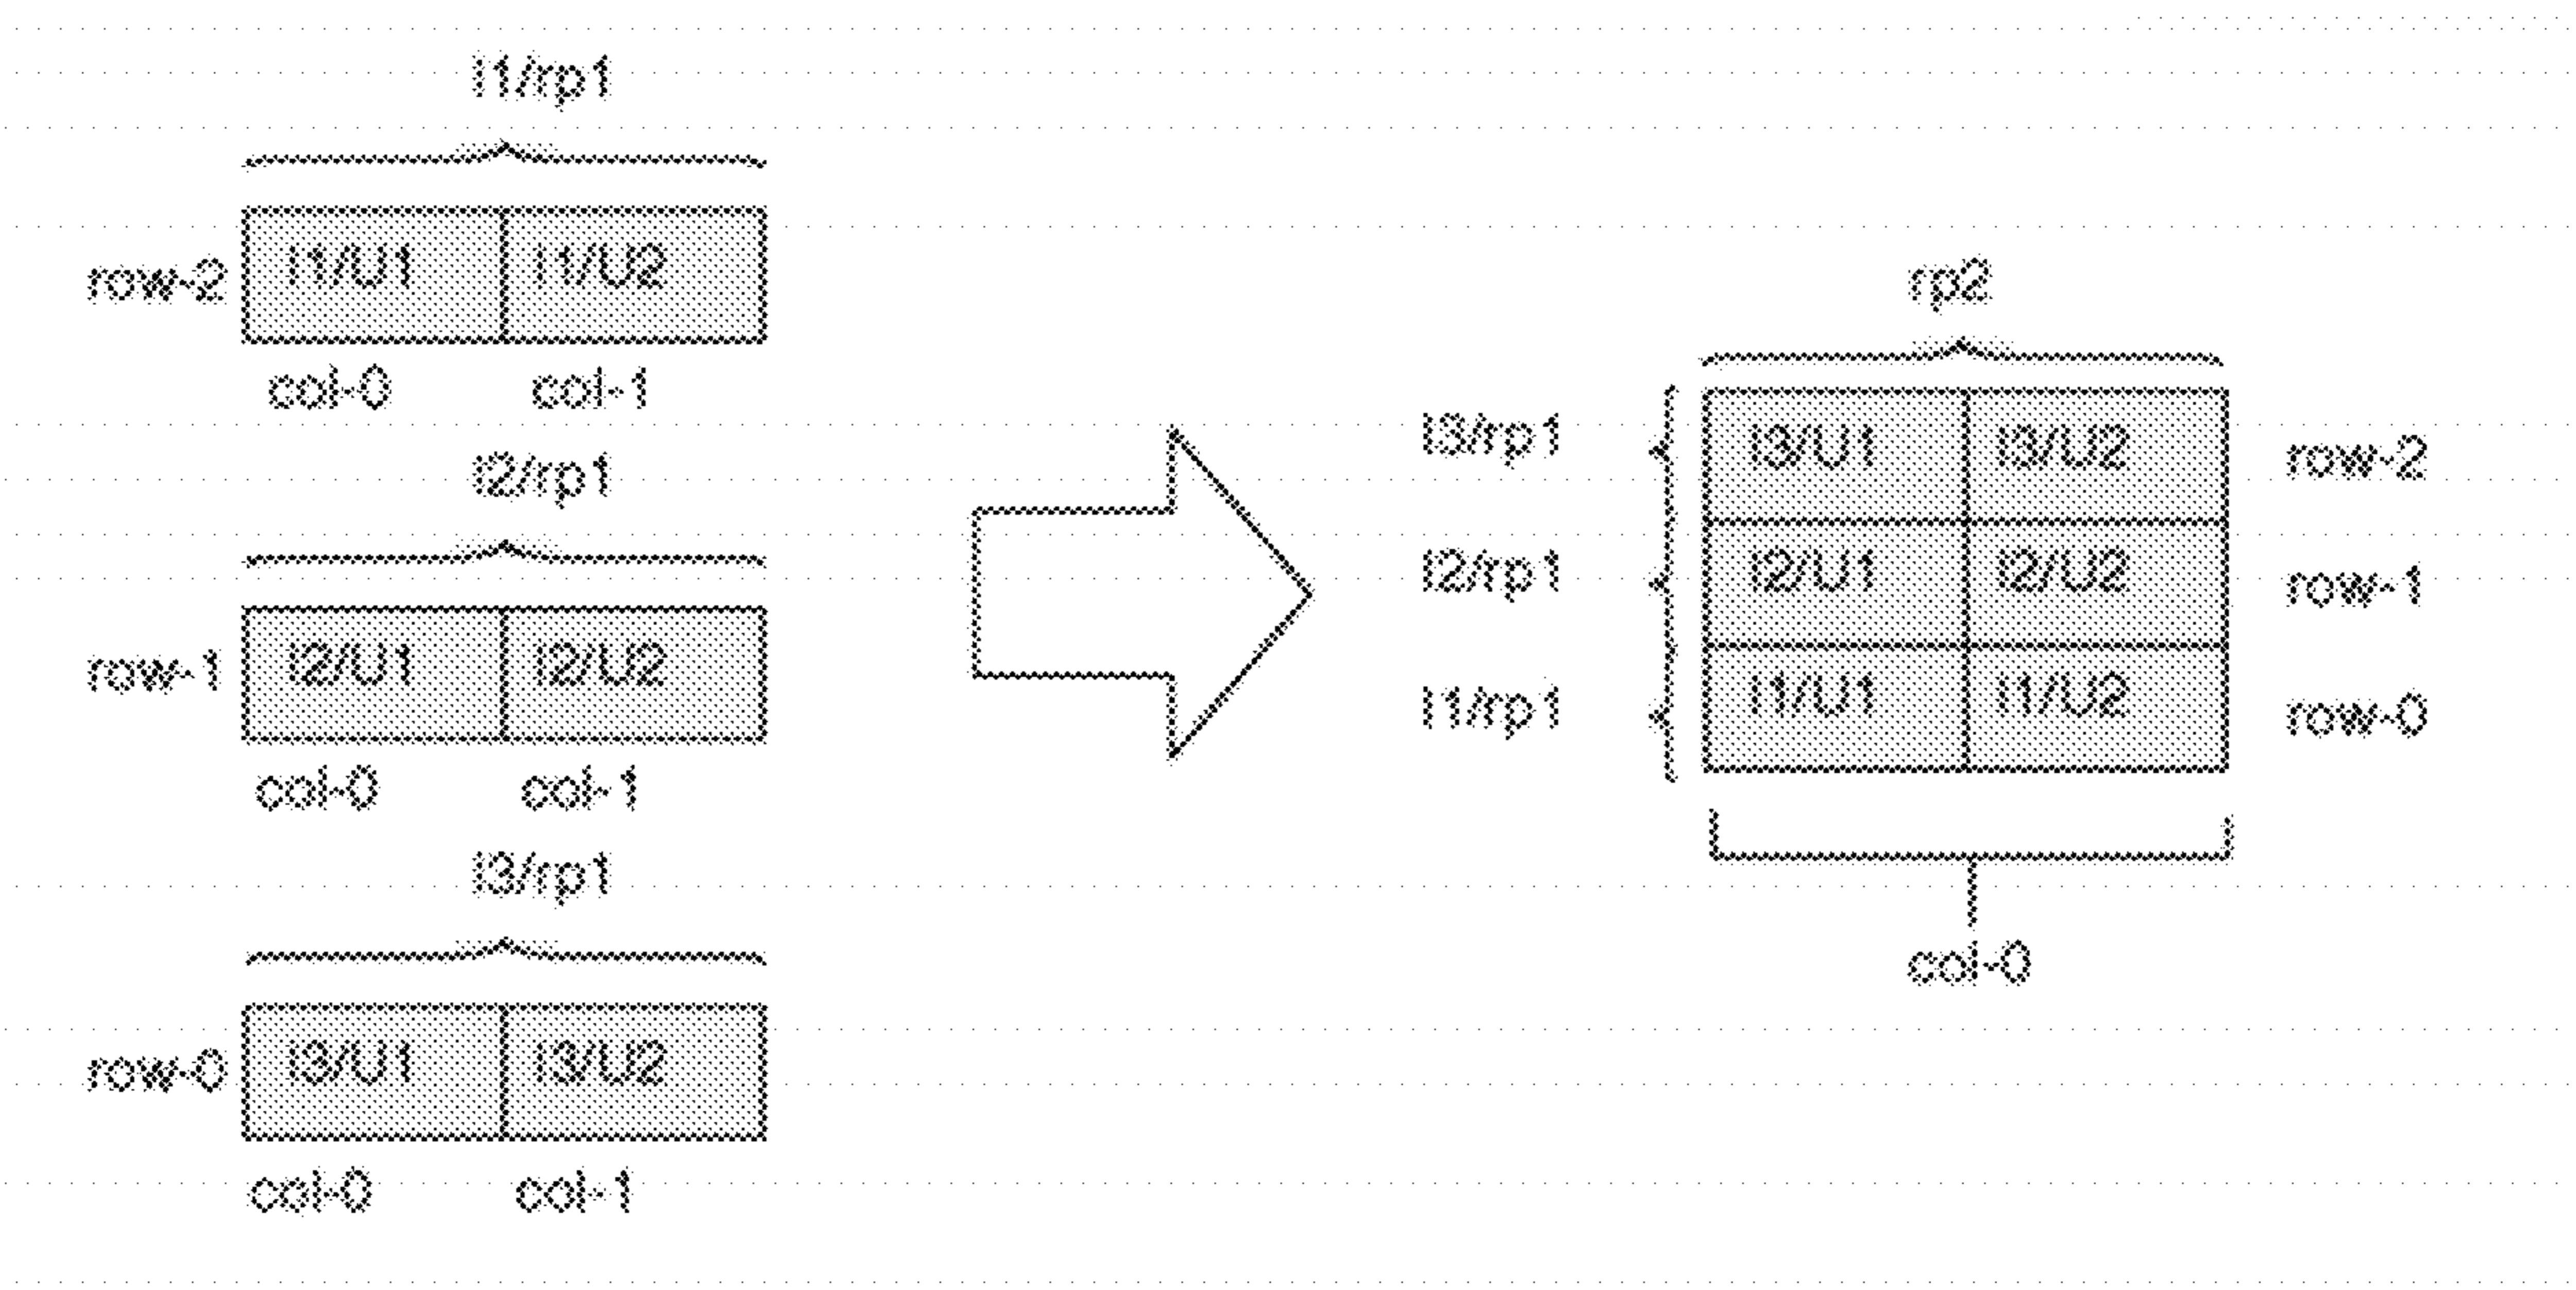 I1/rp1
row-2
I1/U1
I1/U2
col-0
col-1
I2/rp1
row-1
I2/U1
I2/U2
col-0
col-1
I3/rp1
row-0
I3/U1
I3/U2
col-0
col-1
rp2
I3/rp1
I3/U1
I3/U2
row-2
I2/rp1
I2/U1
I2/U2
row-1
I1/rp1
I1/U1
I1/U2
row-0
col-0